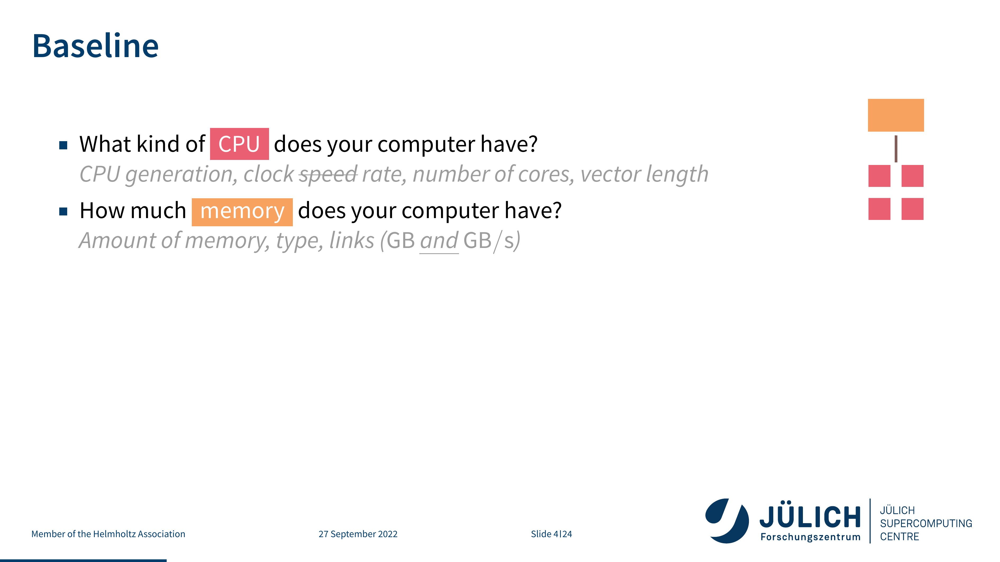 Baseline
What kind of CPU does your computer have?
CPU generation, clock speed rate, number of cores, vector length
How much memory does your computer have?
Amount of memory, type, links (GB and GB/s)
Member of the Helmholtz Association
27 September 2022
Slide 4|24
JÜLICH
Forschungszentrum
JÜLICH
SUPERCOMPUTING
CENTRE